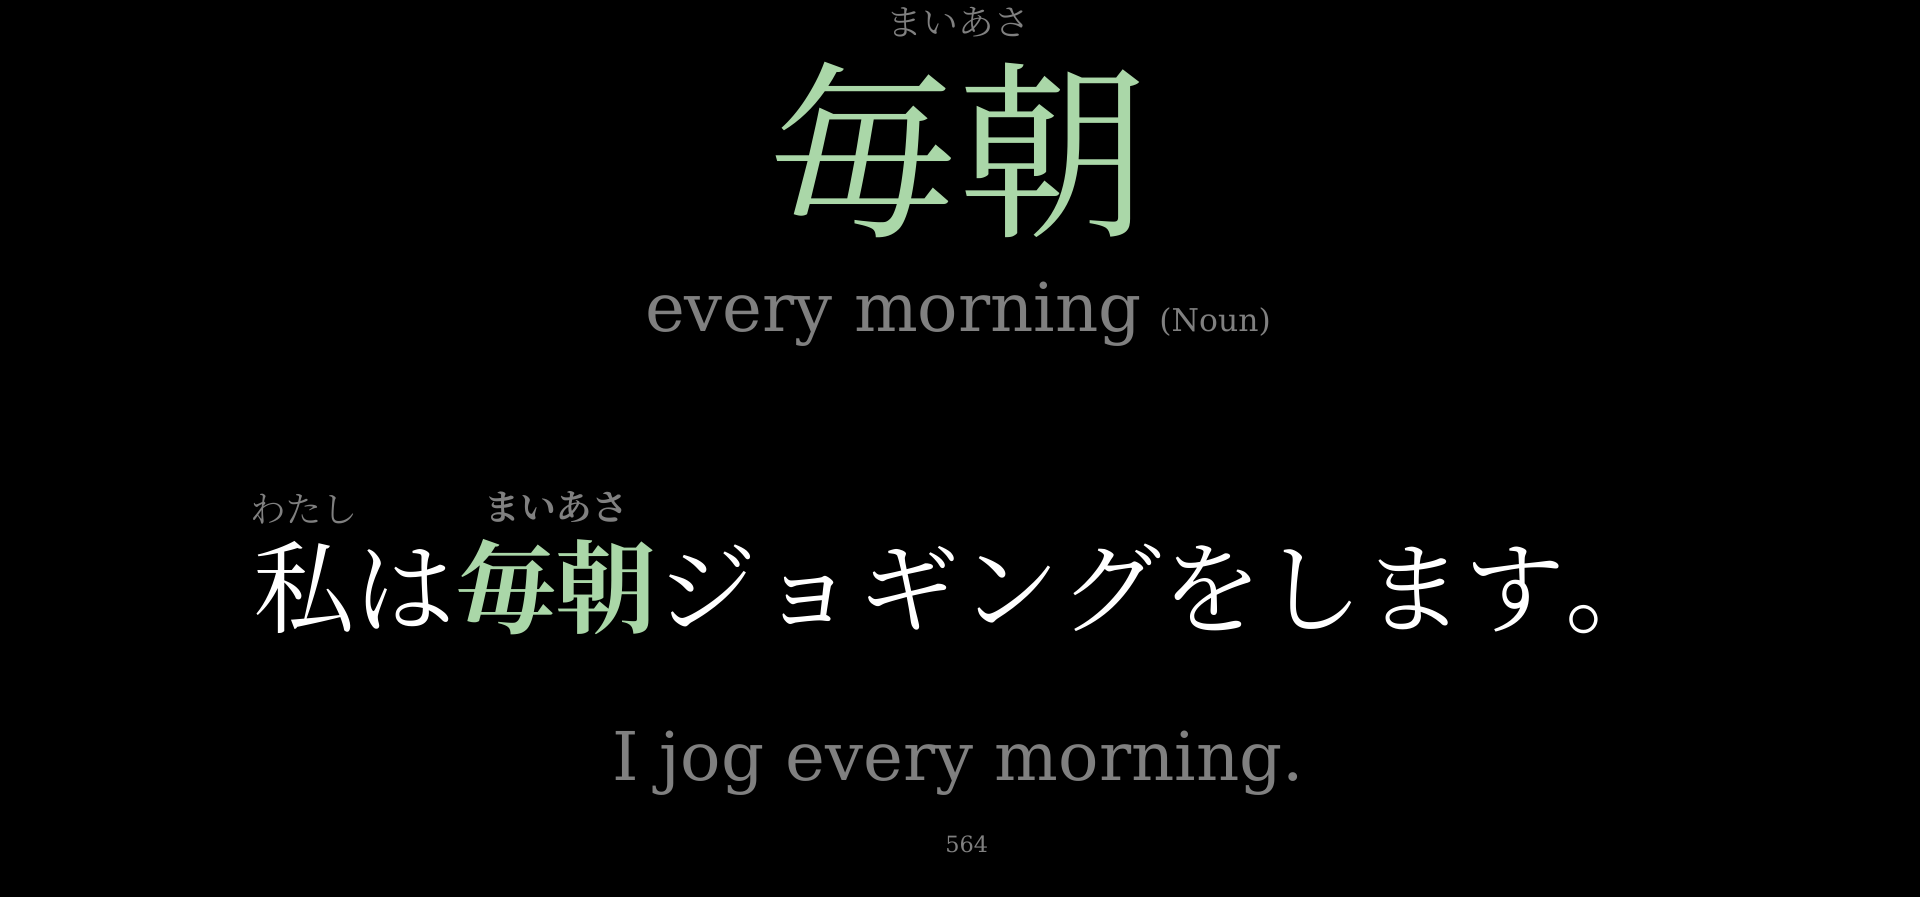 まいあさ
毎朝
every morning (Noun)
わたし まいあさ
私は毎朝ジョギングをします。
I jog every morning.
564